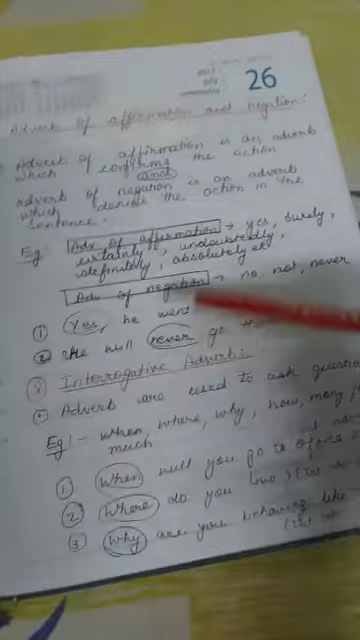 26
Adverb of affirmation and negation:
Adverb of affirmation is an adverb
which confirms the action
and
adverb of negation is an adverb
which denide the action in the
sentence.
Eg: Adv of affirmation → yes, surely,
certainly, undoubtedly,
definitely, absolutely etc
Adv of negation → no, not, never
① Yes, he went
② She will never go
Interrogative Adverb:
Adverb are used to ask question
Eg:- When, where, why, how, many
much
① When will you go to office
② Where do you live
③ Why are you behaving like